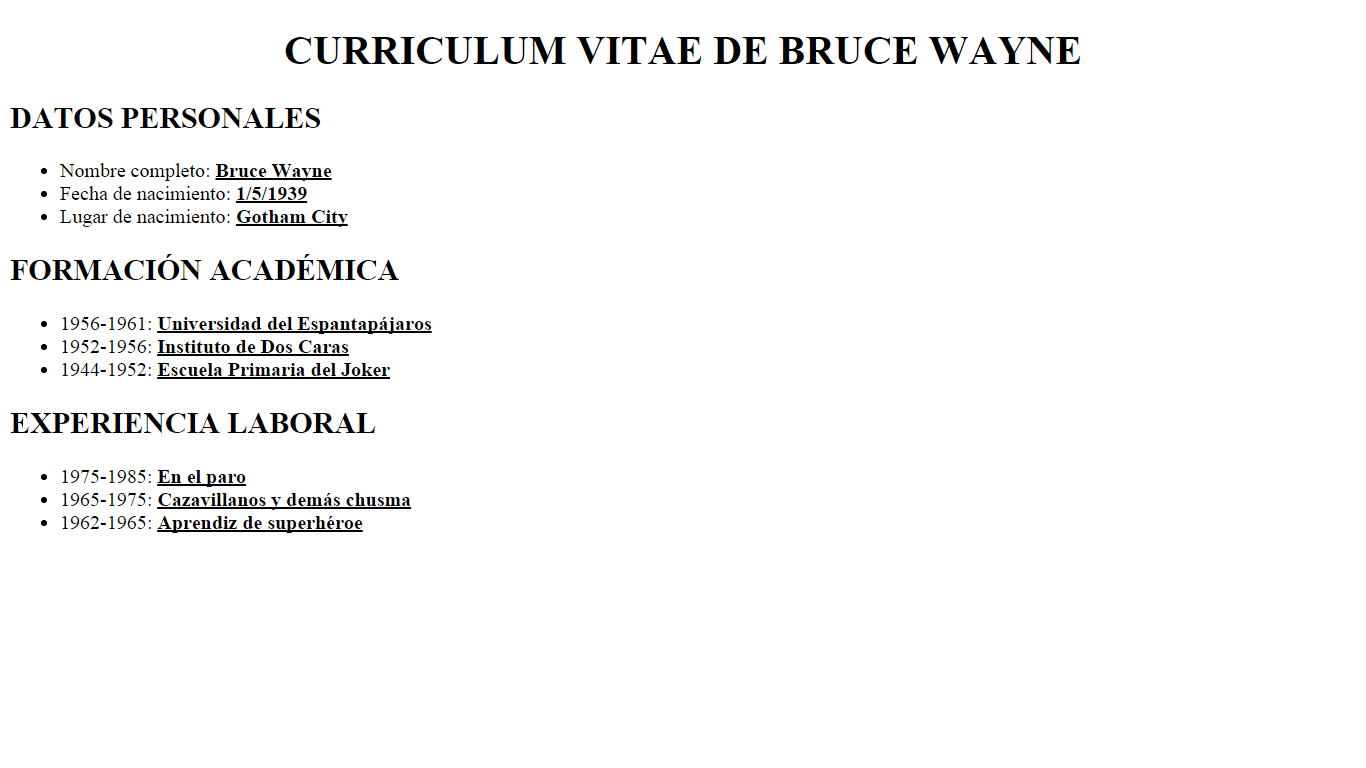 CURRICULUM VITAE DE BRUCE WAYNE
DATOS PERSONALES
Nombre completo: Bruce Wayne
Fecha de nacimiento: 1/5/1939
Lugar de nacimiento: Gotham City
FORMACIÓN ACADÉMICA
1956-1961: Universidad del Espantapájaros
1952-1956: Instituto de Dos Caras
1944-1952: Escuela Primaria del Joker
EXPERIENCIA LABORAL
1975-1985: En el paro
1965-1975: Cazavillanos y demás chusma
1962-1965: Aprendiz de superhéroe